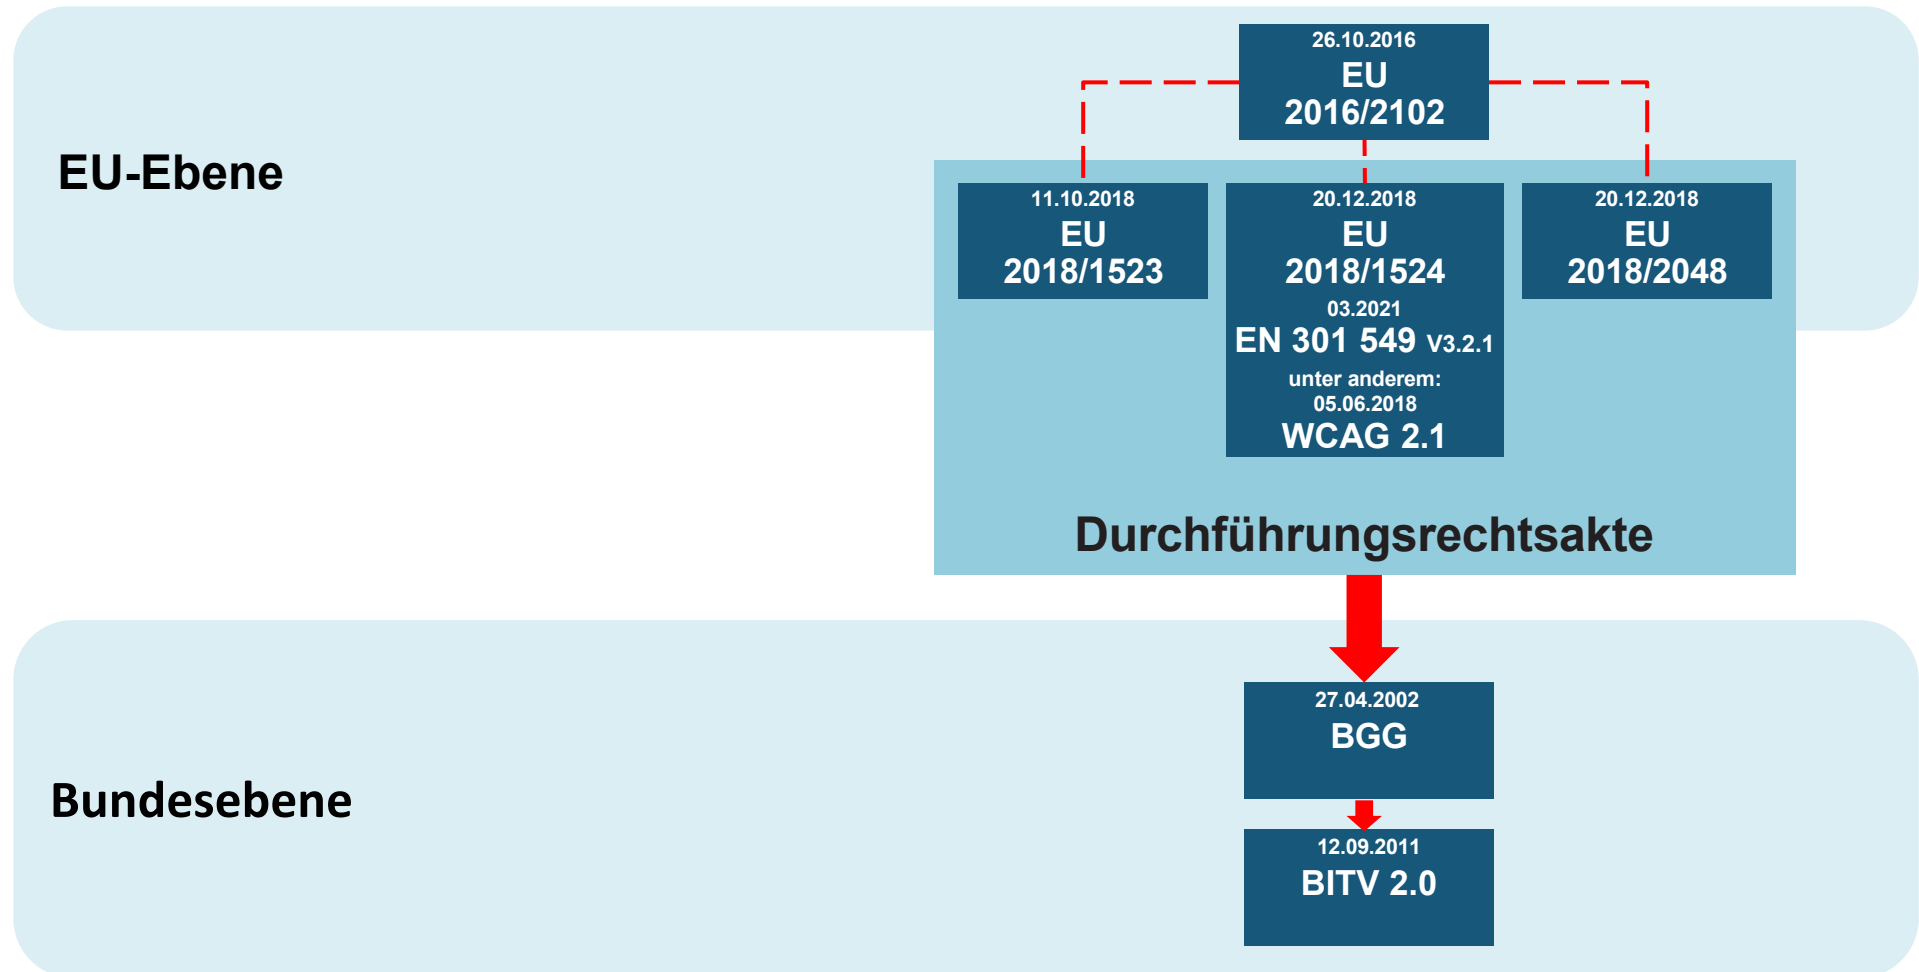 EU-Ebene
26.10.2016
EU
2016/2102
11.10.2018
EU
2018/1523
20.12.2018
EU
2018/1524
03.2021
EN 301 549 V3.2.1
unter anderem:
05.06.2018
WCAG 2.1
20.12.2018
EU
2018/2048
Durchführungsrechtsakte
Bundesebene
27.04.2002
BGG
12.09.2011
BITV 2.0